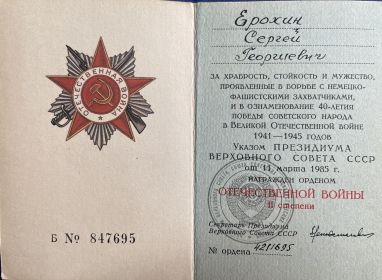 ОТЕЧЕСТВЕННАЯ ВОЙНА
Б № 847695
Ерохин
Сергей
Георгиевич
ЗА ХРАБРОСТЬ, СТОЙКОСТЬ И МУЖЕСТВО,
ПРОЯВЛЕННЫЕ В БОРЬБЕ С НЕМЕЦКО-
ФАШИСТСКИМИ ЗАХВАТЧИКАМИ,
И В ОЗНАМЕНОВАНИЕ 40-ЛЕТИЯ
ПОБЕДЫ СОВЕТСКОГО НАРОДА
В ВЕЛИКОЙ ОТЕЧЕСТВЕННОЙ ВОЙНЕ
1941—1945 ГОДОВ
УКАЗОМ ПРЕЗИДИУМА
ВЕРХОВНОГО СОВЕТА СССР
от 11 марта 1985 г.
НАГРАЖДЕН ОРДЕНОМ
ОТЕЧЕСТВЕННОЙ ВОЙНЫ
II степени
Секретарь Президиума
Верховного Совета СССР
№ ордена 4211695